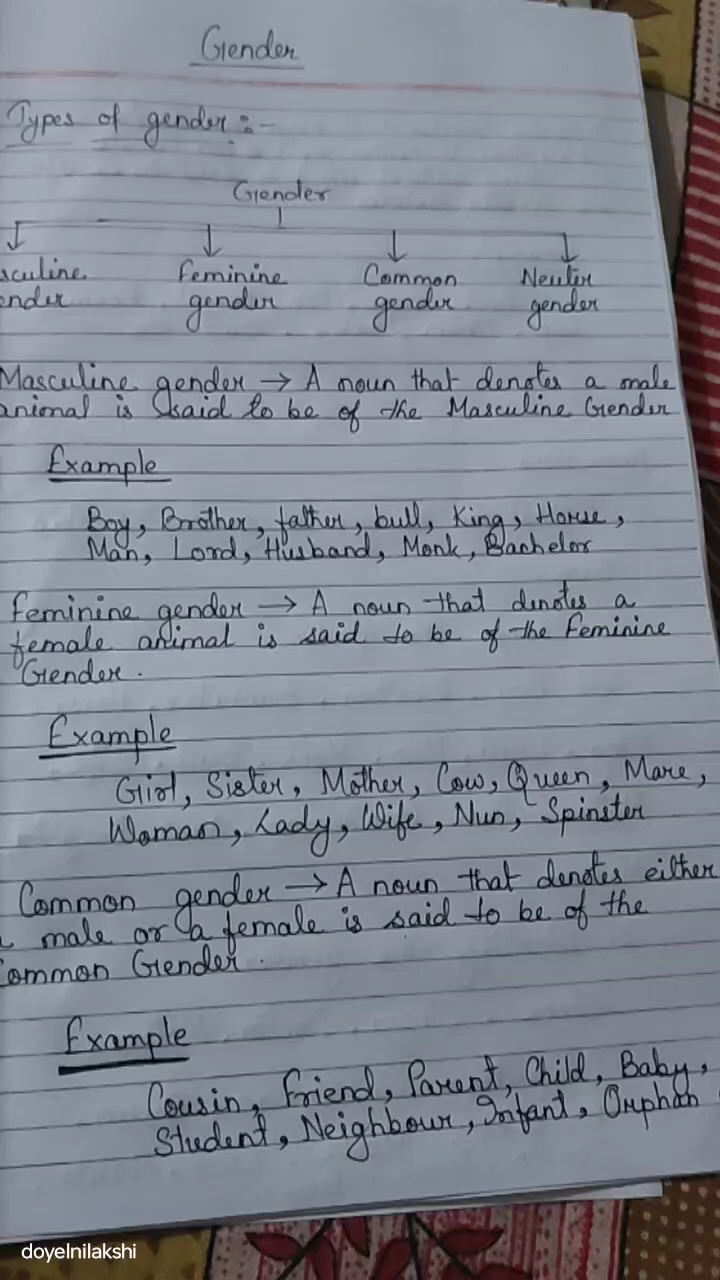 Gender
Types of gender :-
Gender
sculine Feminine Common Neuter
ender gender gender gender
Masculine gender → A noun that denotes a male
animal is said to be of the Masculine Gender
Example
Boy, Brother, father, bull, King, Horse,
Man, Lord, Husband, Monk, Bachelor
Feminine gender → A noun that denotes a
female animal is said to be of the Feminine
Gender.
Example
Girl, Sister, Mother, Cow, Queen, Mare,
Woman, Lady, Wife, Nun, Spinster
Common gender → A noun that denotes either
a male or a female is said to be of the
Common Gender.
Example
Cousin, Friend, Parent, Child, Baby,
Student, Neighbour, Infant, Orphan
doyelnilakshi